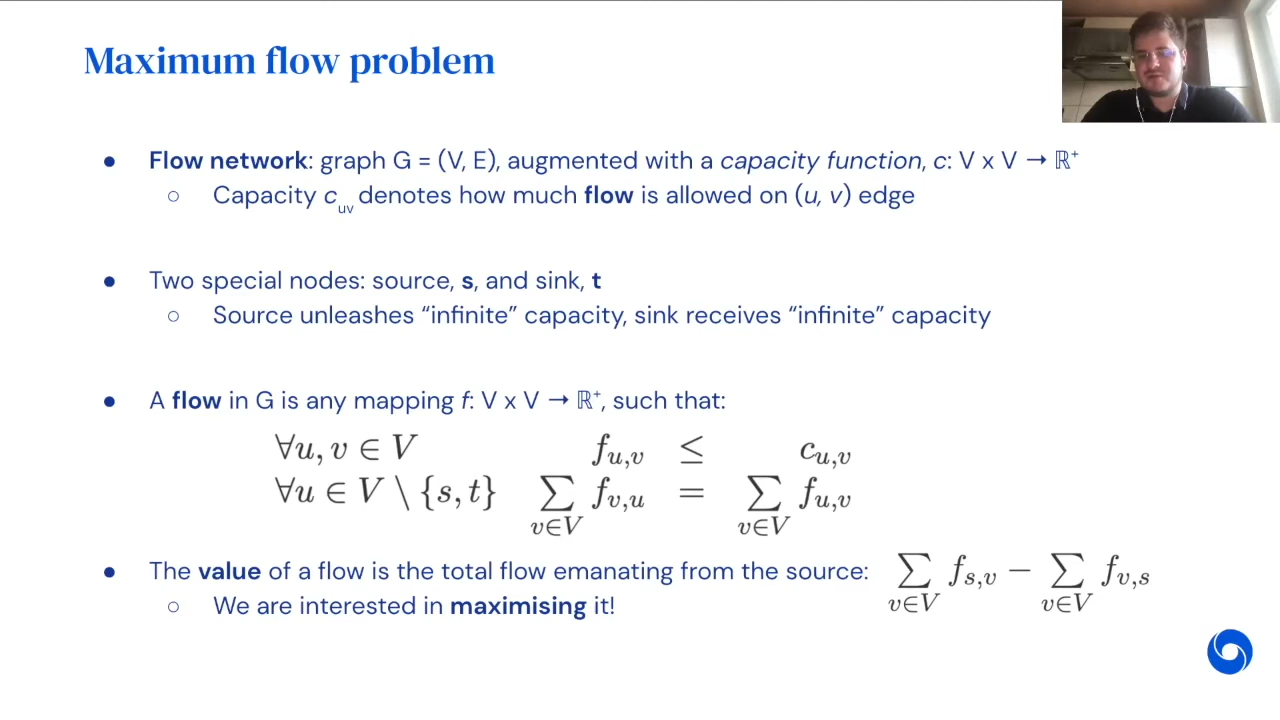 Maximum flow problem
● Flow network: graph G = (V, E), augmented with a capacity function, c: V x V → ℝ⁺
○ Capacity c_uv denotes how much flow is allowed on (u, v) edge
● Two special nodes: source, s, and sink, t
○ Source unleashes “infinite” capacity, sink receives “infinite” capacity
● A flow in G is any mapping f: V x V → ℝ⁺, such that:
∀u, v ∈ V f_{u,v} ≤ c_{u,v}
∀u ∈ V \ {s, t} ∑_{v∈V} f_{v,u} = ∑_{v∈V} f_{u,v}
● The value of a flow is the total flow emanating from the source: ∑_{v∈V} f_{s,v} − ∑_{v∈V} f_{v,s}
○ We are interested in maximising it!